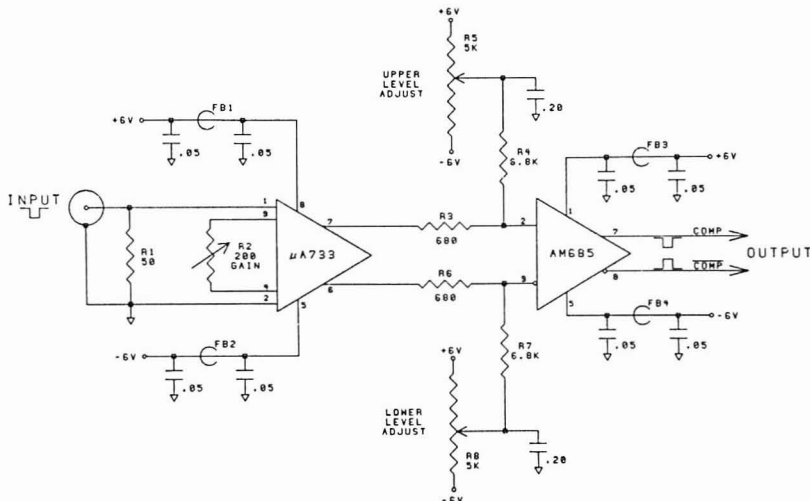 +6V
R5
5K
UPPER
LEVEL
ADJUST
.20
-6V
R4
6.8K
+6V
FB1
.05
.05
INPUT
R1
50
1
9
8
R2
200
GAIN
4
2
5
μA733
7
6
R3
680
R6
680
2
9
1
AM685
7
8
5
COMP
COMP
OUTPUT
FB3
+6V
.05
.05
FB4
-6V
.05
.05
-6V
FB2
.05
.05
R7
6.8K
+6V
LOWER
LEVEL
ADJUST
R8
5K
.20
-6V